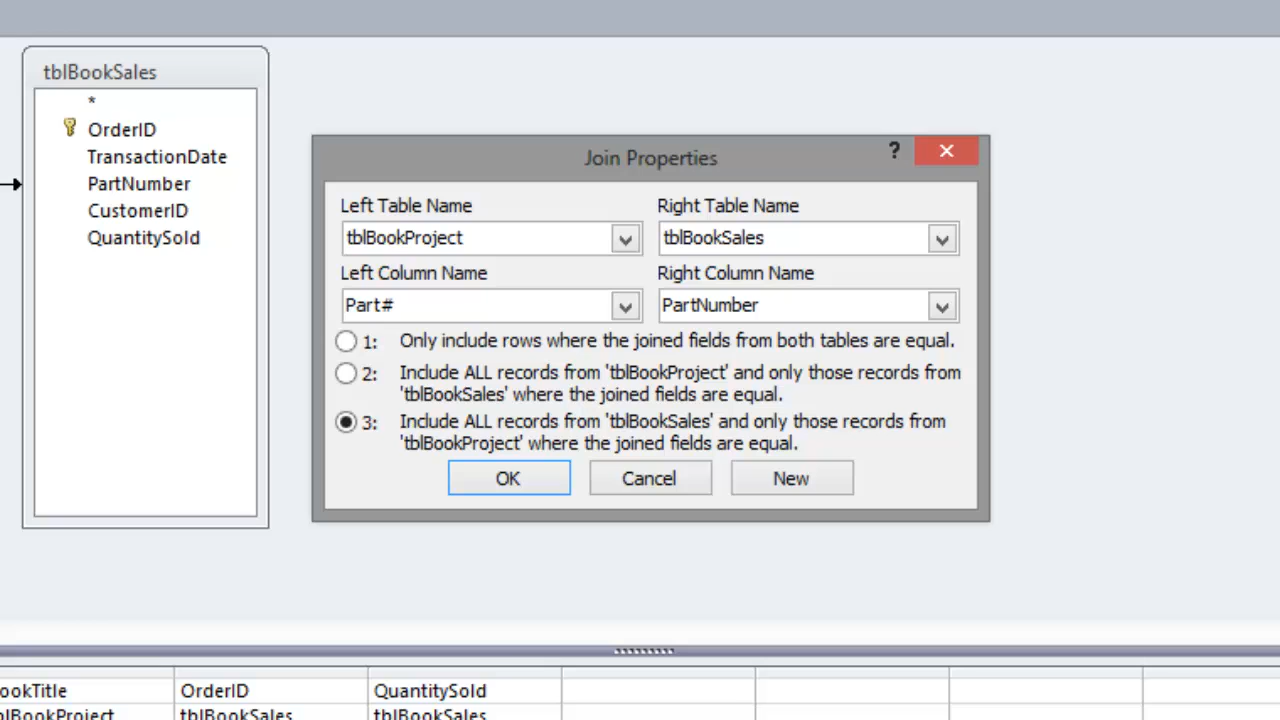 tblBookSales
*
OrderID
TransactionDate
PartNumber
CustomerID
QuantitySold
Join Properties
?
Left Table Name
Right Table Name
tblBookProject
tblBookSales
Left Column Name
Right Column Name
Part#
PartNumber
1: Only include rows where the joined fields from both tables are equal.
2: Include ALL records from 'tblBookProject' and only those records from
'tblBookSales' where the joined fields are equal.
3: Include ALL records from 'tblBookSales' and only those records from
'tblBookProject' where the joined fields are equal.
OK
Cancel
New
ookTitle
OrderID
QuantitySold
blBookProject
tblBookSales
tblBookSales